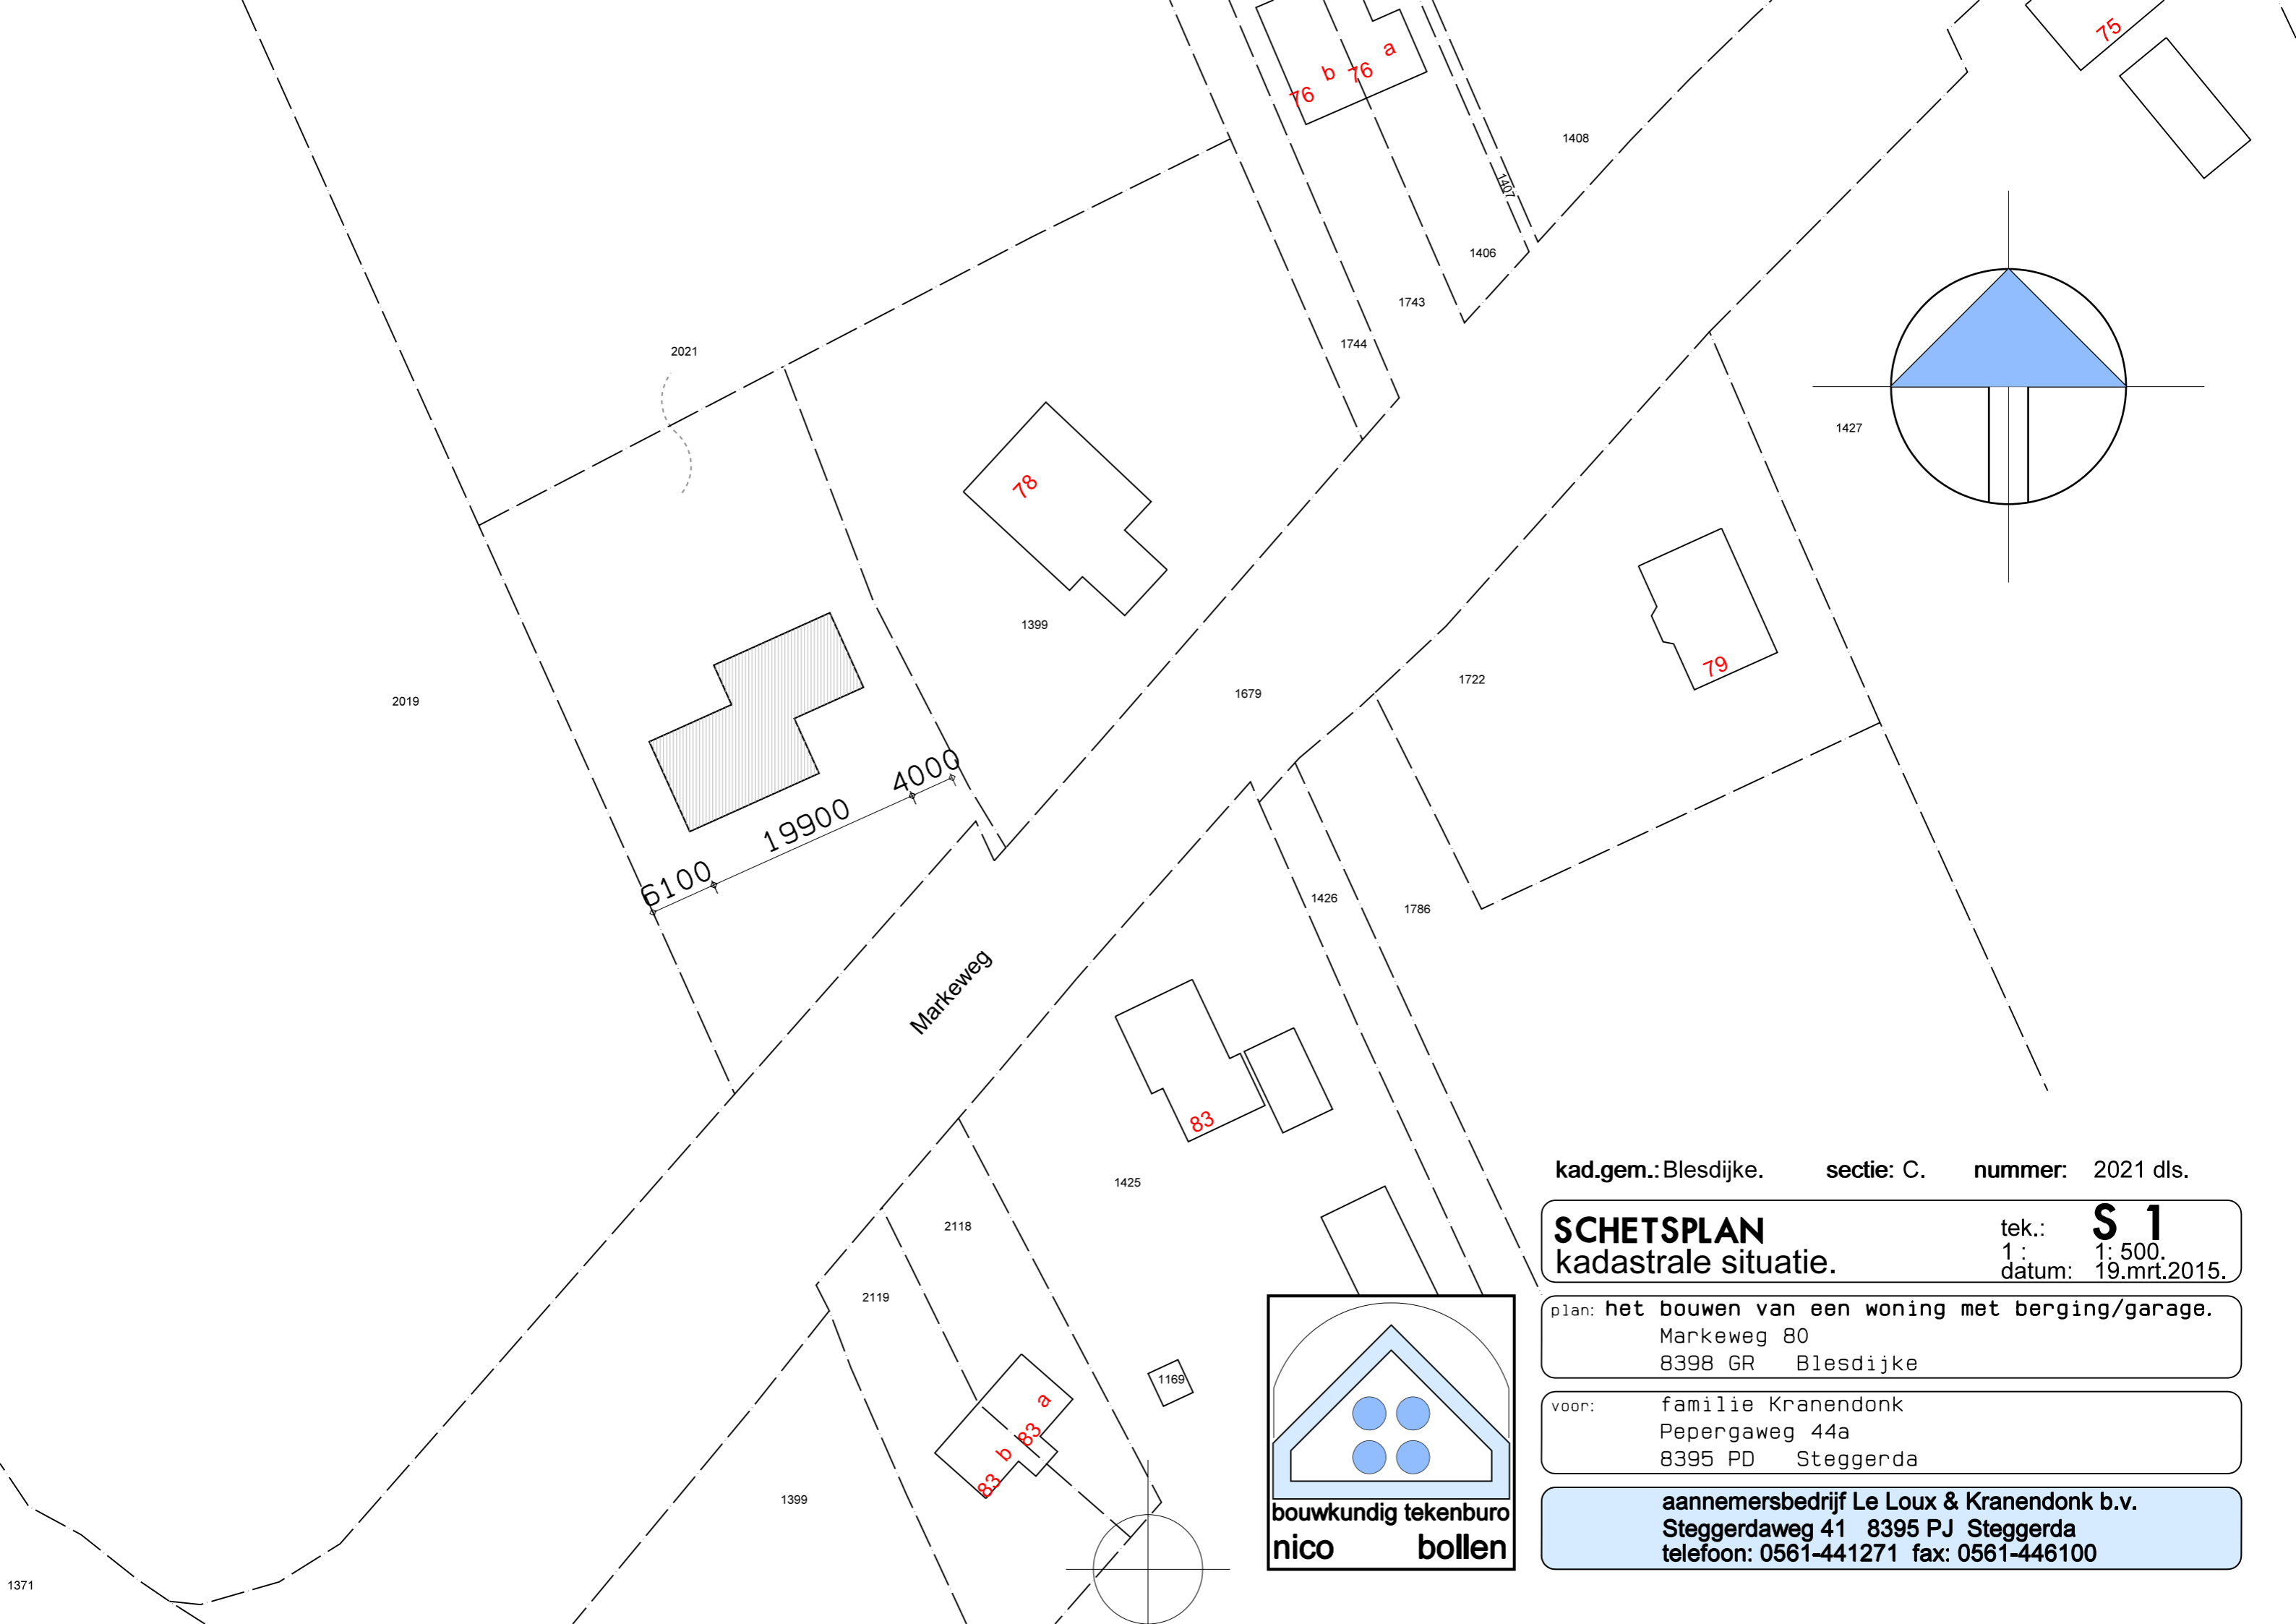 75
b
a
76
76
1408
1407
1406
1743
1744
2021
1427
78
1399
79
2019
1679
1722
4000
19900
6100
1426
1786
Markeweg
83
1425
2118
2119
1169
a
83
b
83
1399
1371
kad.gem.: Blesdijke. sectie: C. nummer: 2021 dls.
SCHETSPLAN
kadastrale situatie.
tek.: S 1
1 : 1: 500.
datum: 19.mrt.2015.
plan: het bouwen van een woning met berging/garage.
Markeweg 80
8398 GR Blesdijke
voor: familie Kranendonk
Pepergaweg 44a
8395 PD Steggerda
aannemersbedrijf Le Loux & Kranendonk b.v.
Steggerdaweg 41 8395 PJ Steggerda
telefoon: 0561-441271 fax: 0561-446100
bouwkundig tekenburo
nico bollen